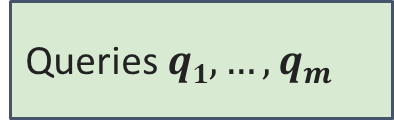 Queries q₁, ..., qₘ